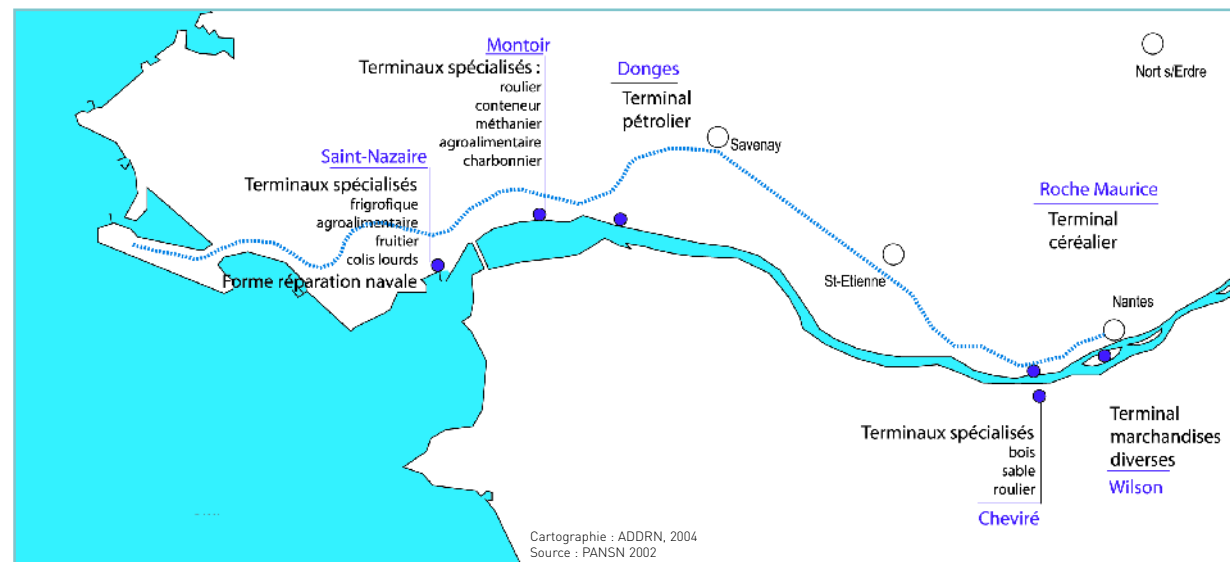 Montoir
Terminaux spécialisés :
roulier
conteneur
méthanier
agroalimentaire
charbonnier
Donges
Terminal
pétrolier
Nort s/Erdre
Savenay
Saint-Nazaire
Terminaux spécialisés
frigrofique
agroalimentaire
fruitier
colis lourds
Forme réparation navale
Roche Maurice
Terminal
céréalier
St-Etienne
Nantes
Terminaux spécialisés
bois
sable
roulier
Cheviré
Terminal
marchandises
diverses
Wilson
Cartographie : ADDRN, 2004
Source : PANSN 2002